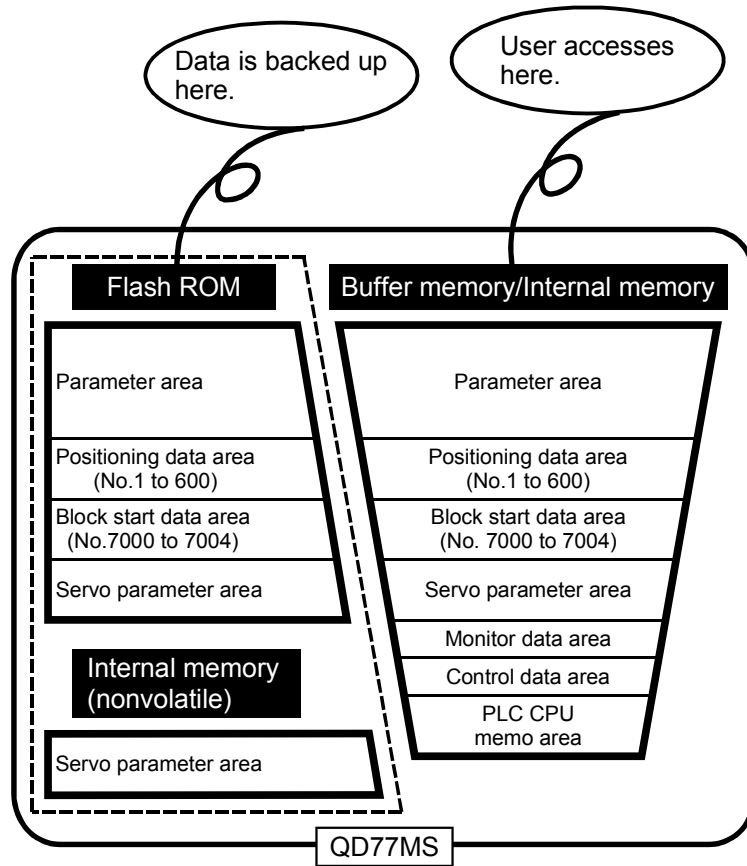 Data is backed up
here.
User accesses
here.
Flash ROM
Parameter area
Positioning data area
(No.1 to 600)
Block start data area
(No.7000 to 7004)
Servo parameter area
Internal memory
(nonvolatile)
Servo parameter area
Buffer memory/Internal memory
Parameter area
Positioning data area
(No.1 to 600)
Block start data area
(No. 7000 to 7004)
Servo parameter area
Monitor data area
Control data area
PLC CPU
memo area
QD77MS